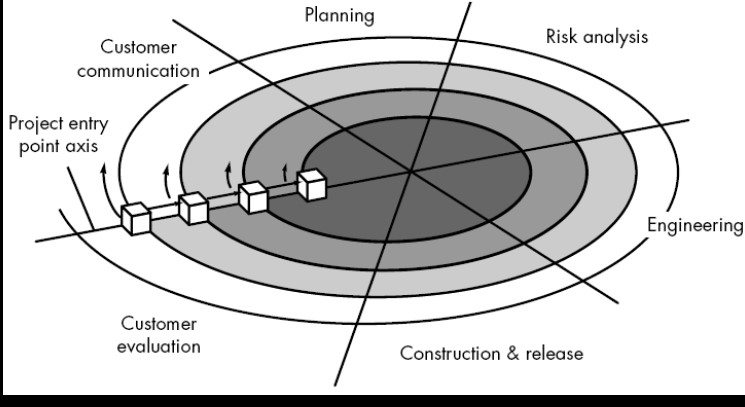 Planning
Risk analysis
Customer
communication
Project entry
point axis
Engineering
Customer
evaluation
Construction & release